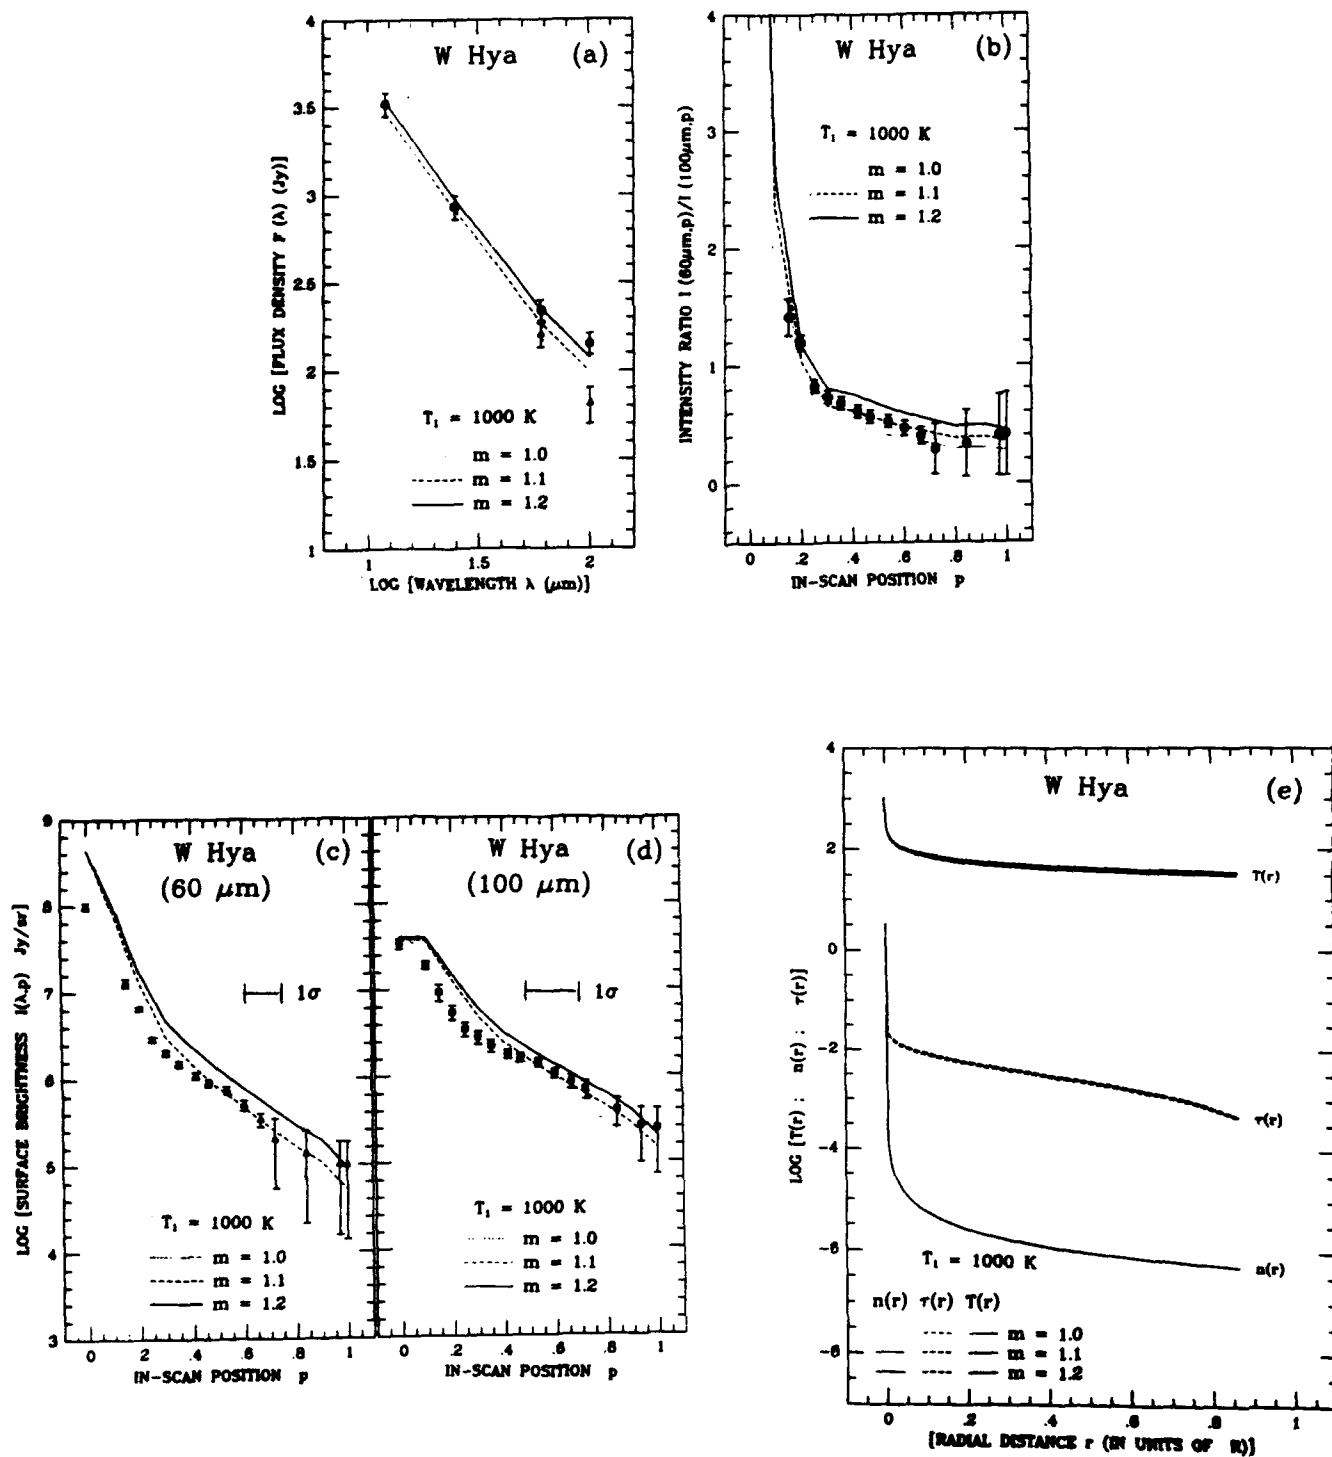 W Hya (a)
LOG [FLUX DENSITY F(λ) (Jy)]
4
3.5
3
2.5
2
1.5
1
T₁ = 1000 K
m = 1.0
m = 1.1
m = 1.2
1 1.5 2
LOG [WAVELENGTH λ (μm)]
W Hya (b)
INTENSITY RATIO I (60μm,p)/I (100μm,p)
4
3
2
1
0
T₁ = 1000 K
m = 1.0
m = 1.1
m = 1.2
0 .2 .4 .6 .8 1
IN-SCAN POSITION p
W Hya (c)
(60 μm)
LOG [SURFACE BRIGHTNESS I(λ,p) Jy/sr]
9
8
7
6
5
4
3
1σ
T₁ = 1000 K
m = 1.0
m = 1.1
m = 1.2
0 .2 .4 .6 .8 1
IN-SCAN POSITION p
W Hya (d)
(100 μm)
1σ
T₁ = 1000 K
m = 1.0
m = 1.1
m = 1.2
0 .2 .4 .6 .8 1
IN-SCAN POSITION p
W Hya (e)
LOG [T(r) ; n(r) ; τ(r)]
4
2
0
-2
-4
-6
-8
T(r)
τ(r)
n(r)
T₁ = 1000 K
n(r) τ(r) T(r)
m = 1.0
m = 1.1
m = 1.2
0 .2 .4 .6 .8 1
[RADIAL DISTANCE r (IN UNITS OF R)]